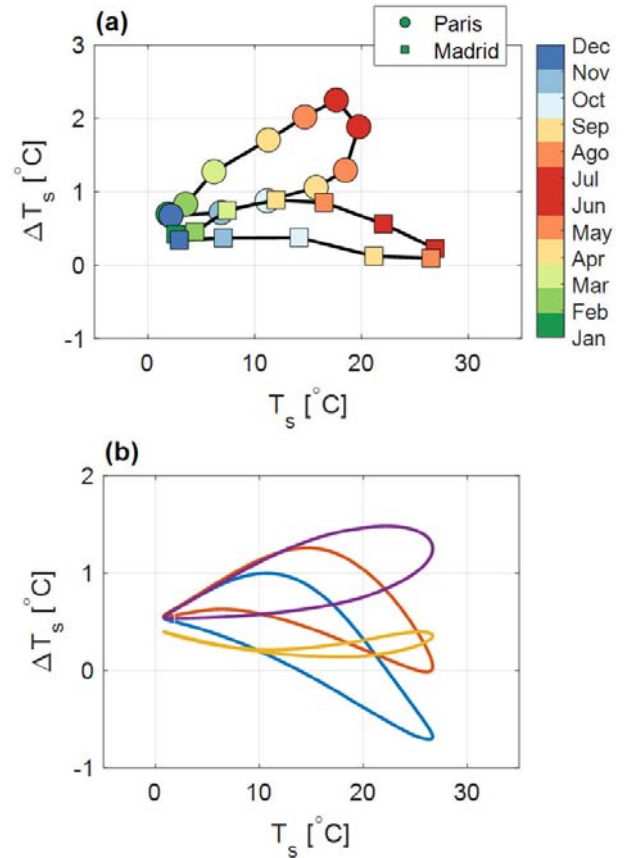 (a)
Paris
Madrid
3
2
1
0
-1
ΔTs [°C]
0
10
20
30
Ts [°C]
Dec
Nov
Oct
Sep
Ago
Jul
Jun
May
Apr
Mar
Feb
Jan
(b)
2
1
0
-1
ΔTs [°C]
0
10
20
30
Ts [°C]